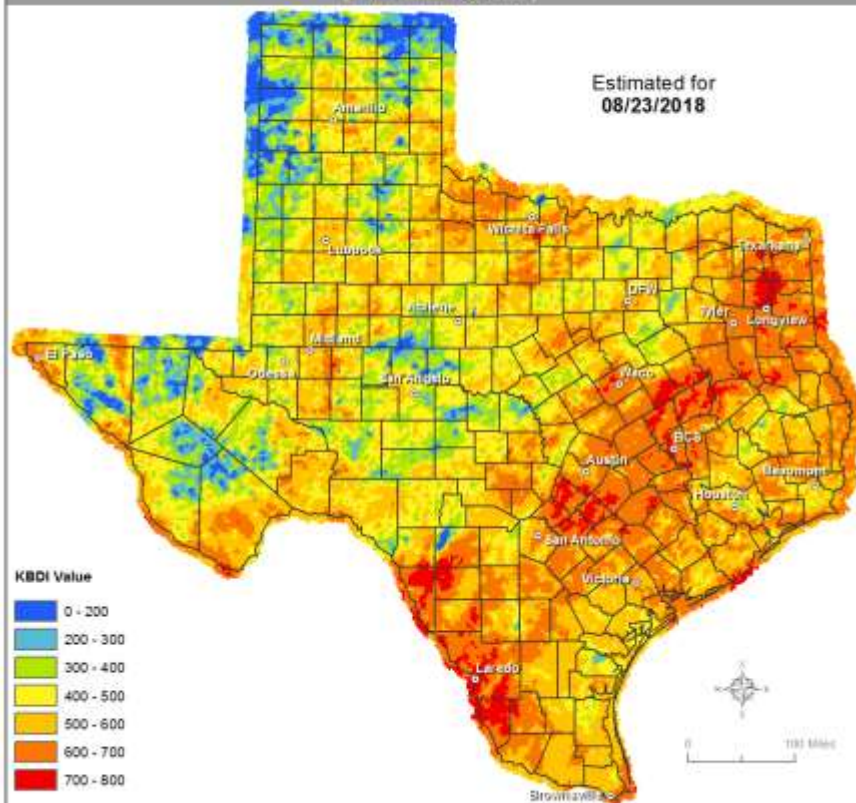 Estimated for
08/23/2018
Amarillo
Wichita Falls
Lubbock
Texarkana
DFW
Abilene
Tyler
Longview
Midland
El Paso
Odessa
San Angelo
Waco
BCS
Austin
Beaumont
Houston
San Antonio
Victoria
Laredo
Brownsville
KBDI Value
0 - 200
200 - 300
300 - 400
400 - 500
500 - 600
600 - 700
700 - 800
0 100 Miles